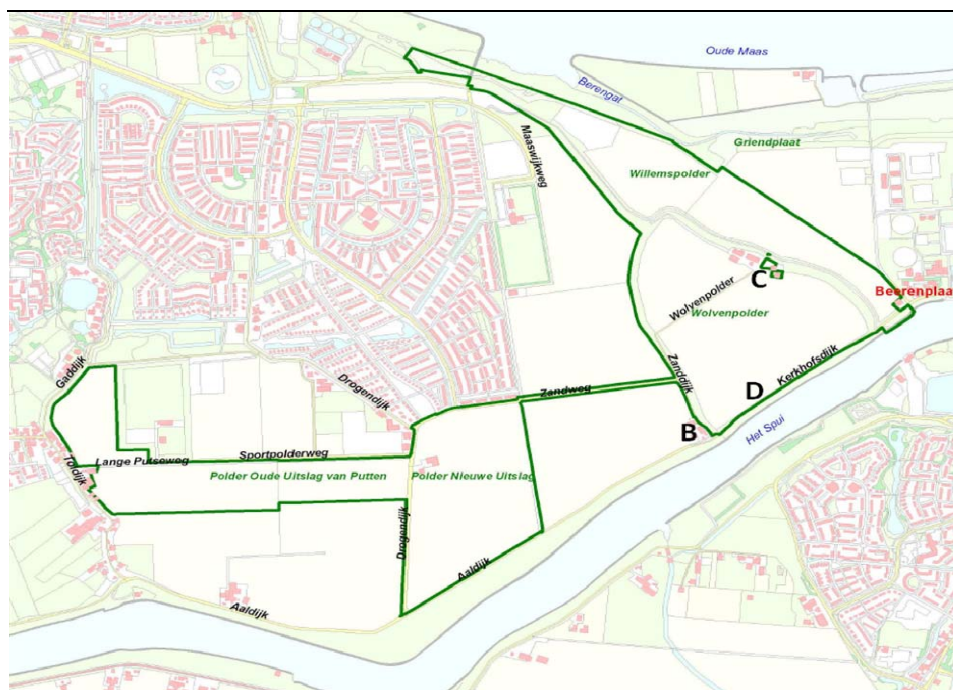 Oude Maas
Berengat
Maaswijkweg
Griendplaat
Willemspolder
C
Beerenplaat
Wolvenpolder
Wolvenpolder
Gaddijk
Drogendijk
Zandweg
Zanddijk
Kerkhofsdijk
D
B
Het Spui
Sportpolderweg
Lange Putseweg
Toldijk
Polder Oude Uitslag van Putten
Polder Nieuwe Uitslag
Drogendijk
Aaldijk
Aaldijk